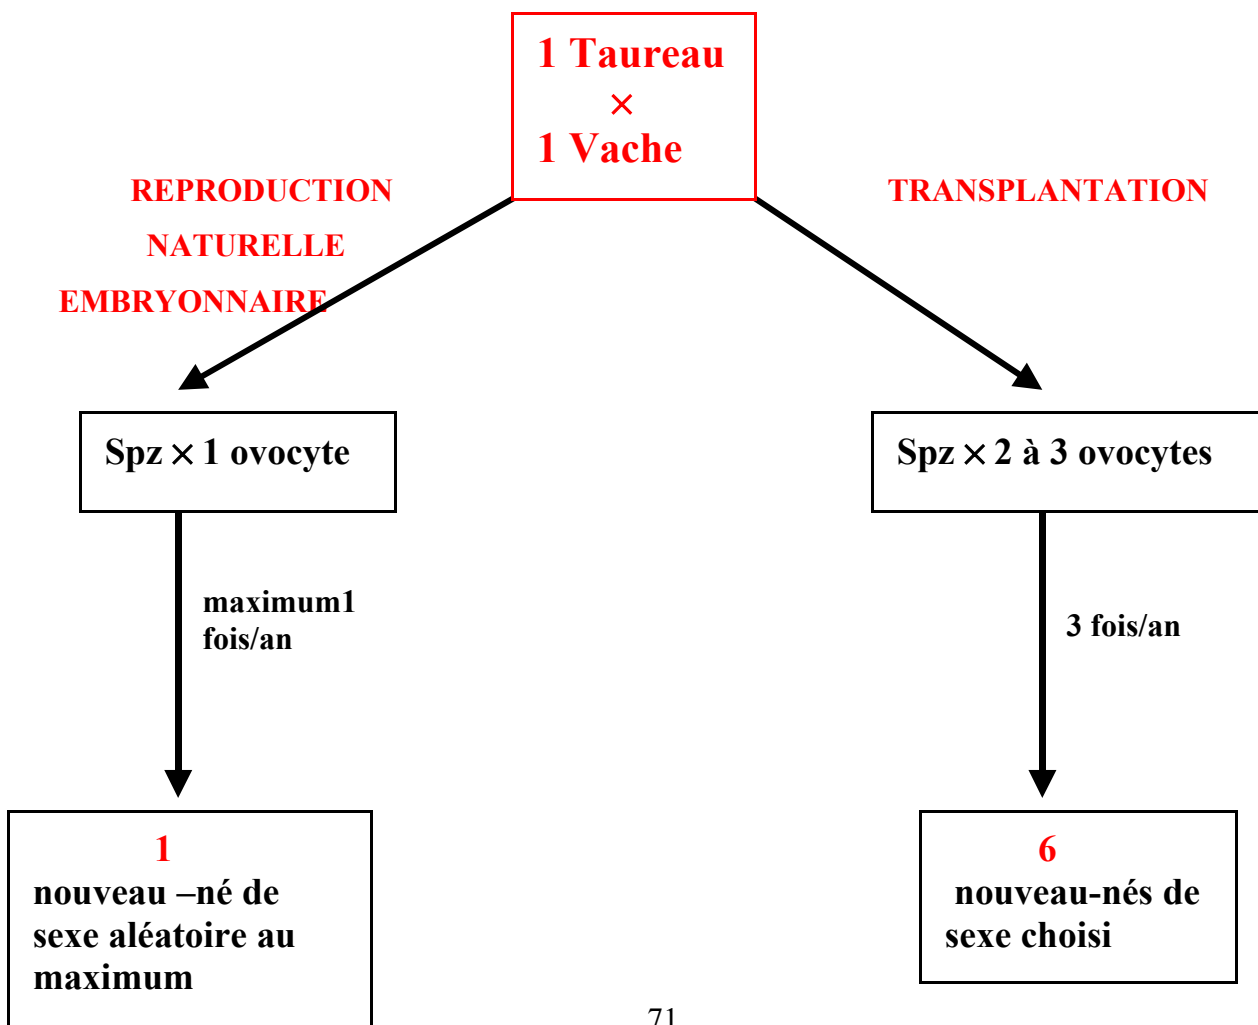 1 Taureau
×
1 Vache
REPRODUCTION
NATURELLE
EMBRYONNAIRE
TRANSPLANTATION
Spz × 1 ovocyte
Spz × 2 à 3 ovocytes
maximum1
fois/an
3 fois/an
1
nouveau –né de
sexe aléatoire au
maximum
6
nouveau-nés de
sexe choisi
71